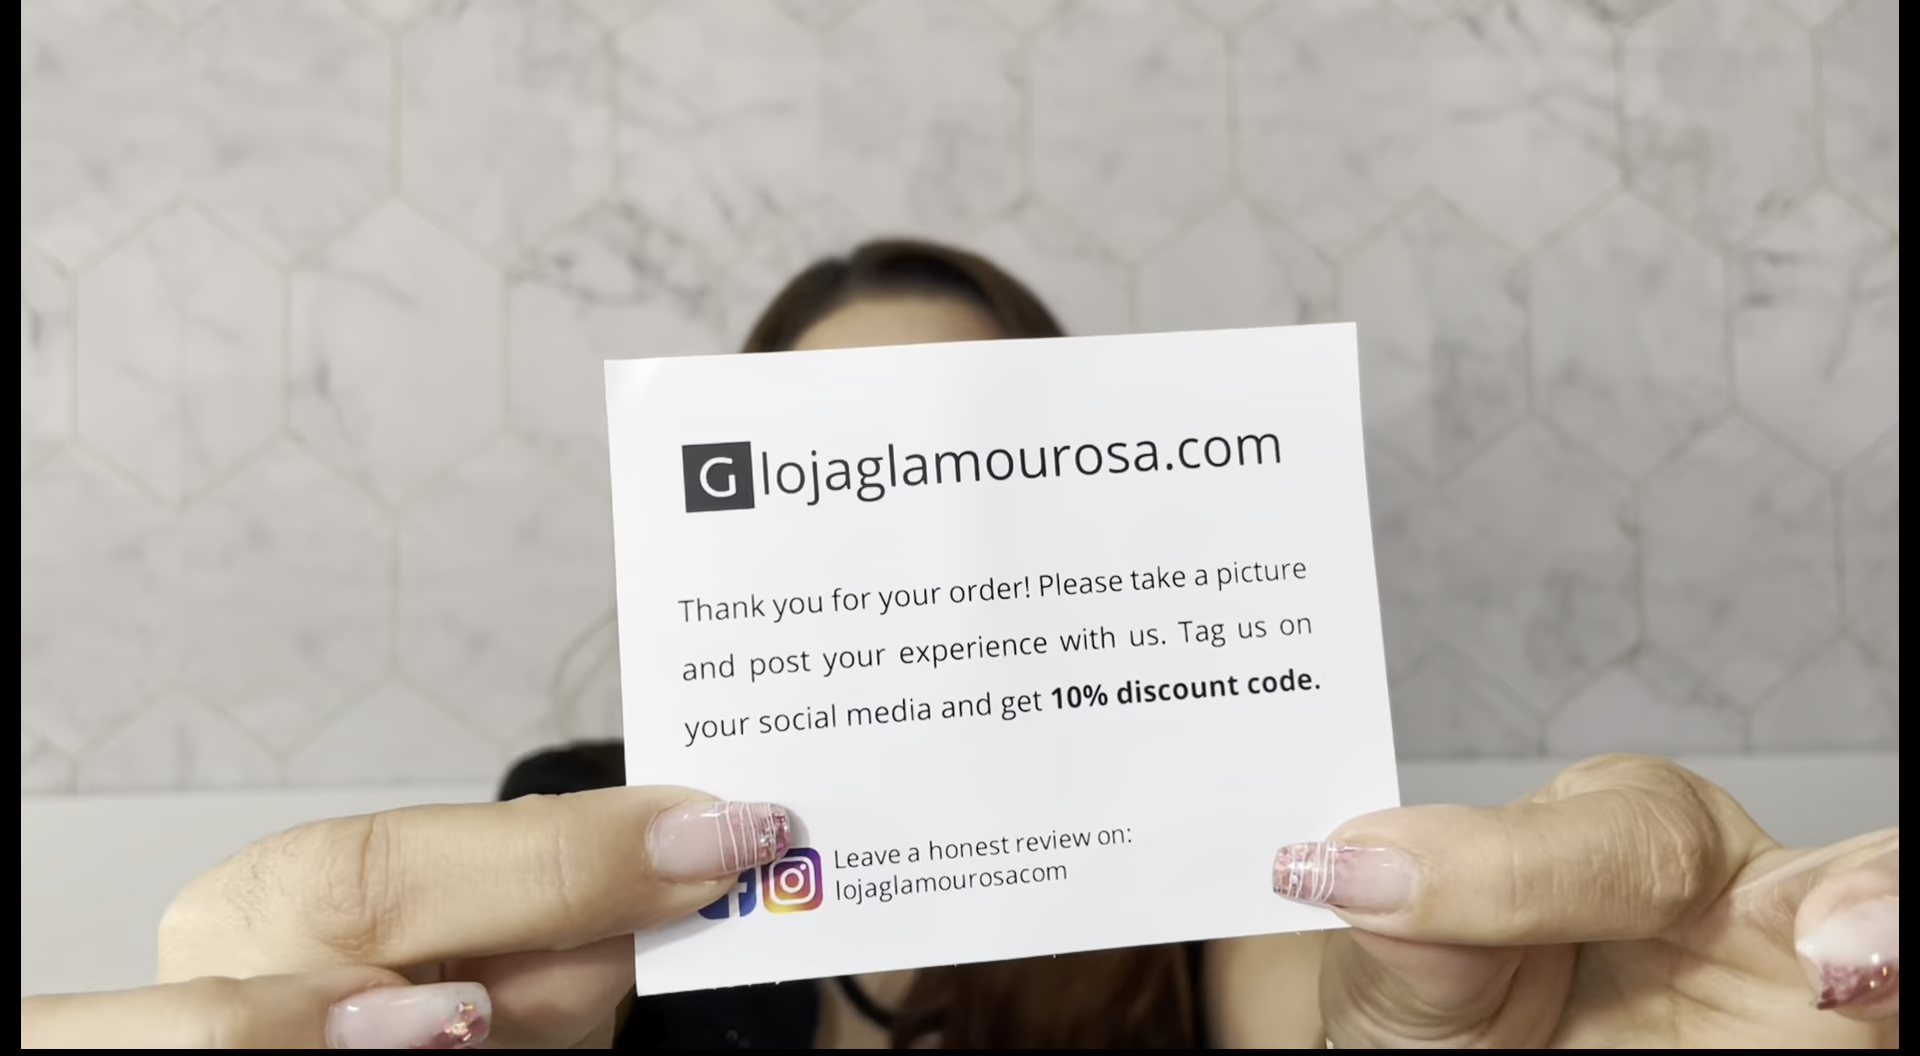 G lojaglamourosa.com
Thank you for your order! Please take a picture
and post your experience with us. Tag us on
your social media and get 10% discount code.
f
Leave a honest review on:
lojaglamourosacom